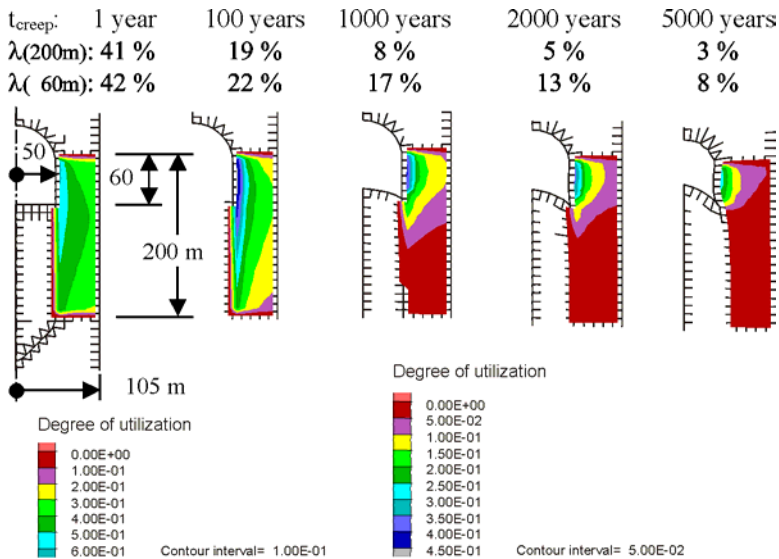 t_creep: 1 year 100 years 1000 years 2000 years 5000 years
λ(200m): 41 % 19 % 8 % 5 % 3 %
λ( 60m): 42 % 22 % 17 % 13 % 8 %
50
60
200 m
105 m
Degree of utilization
0.00E+00
1.00E-01
2.00E-01
3.00E-01
4.00E-01
5.00E-01
6.00E-01
Contour interval= 1.00E-01
Degree of utilization
0.00E+00
5.00E-02
1.00E-01
1.50E-01
2.00E-01
2.50E-01
3.00E-01
3.50E-01
4.00E-01
4.50E-01
Contour interval= 5.00E-02